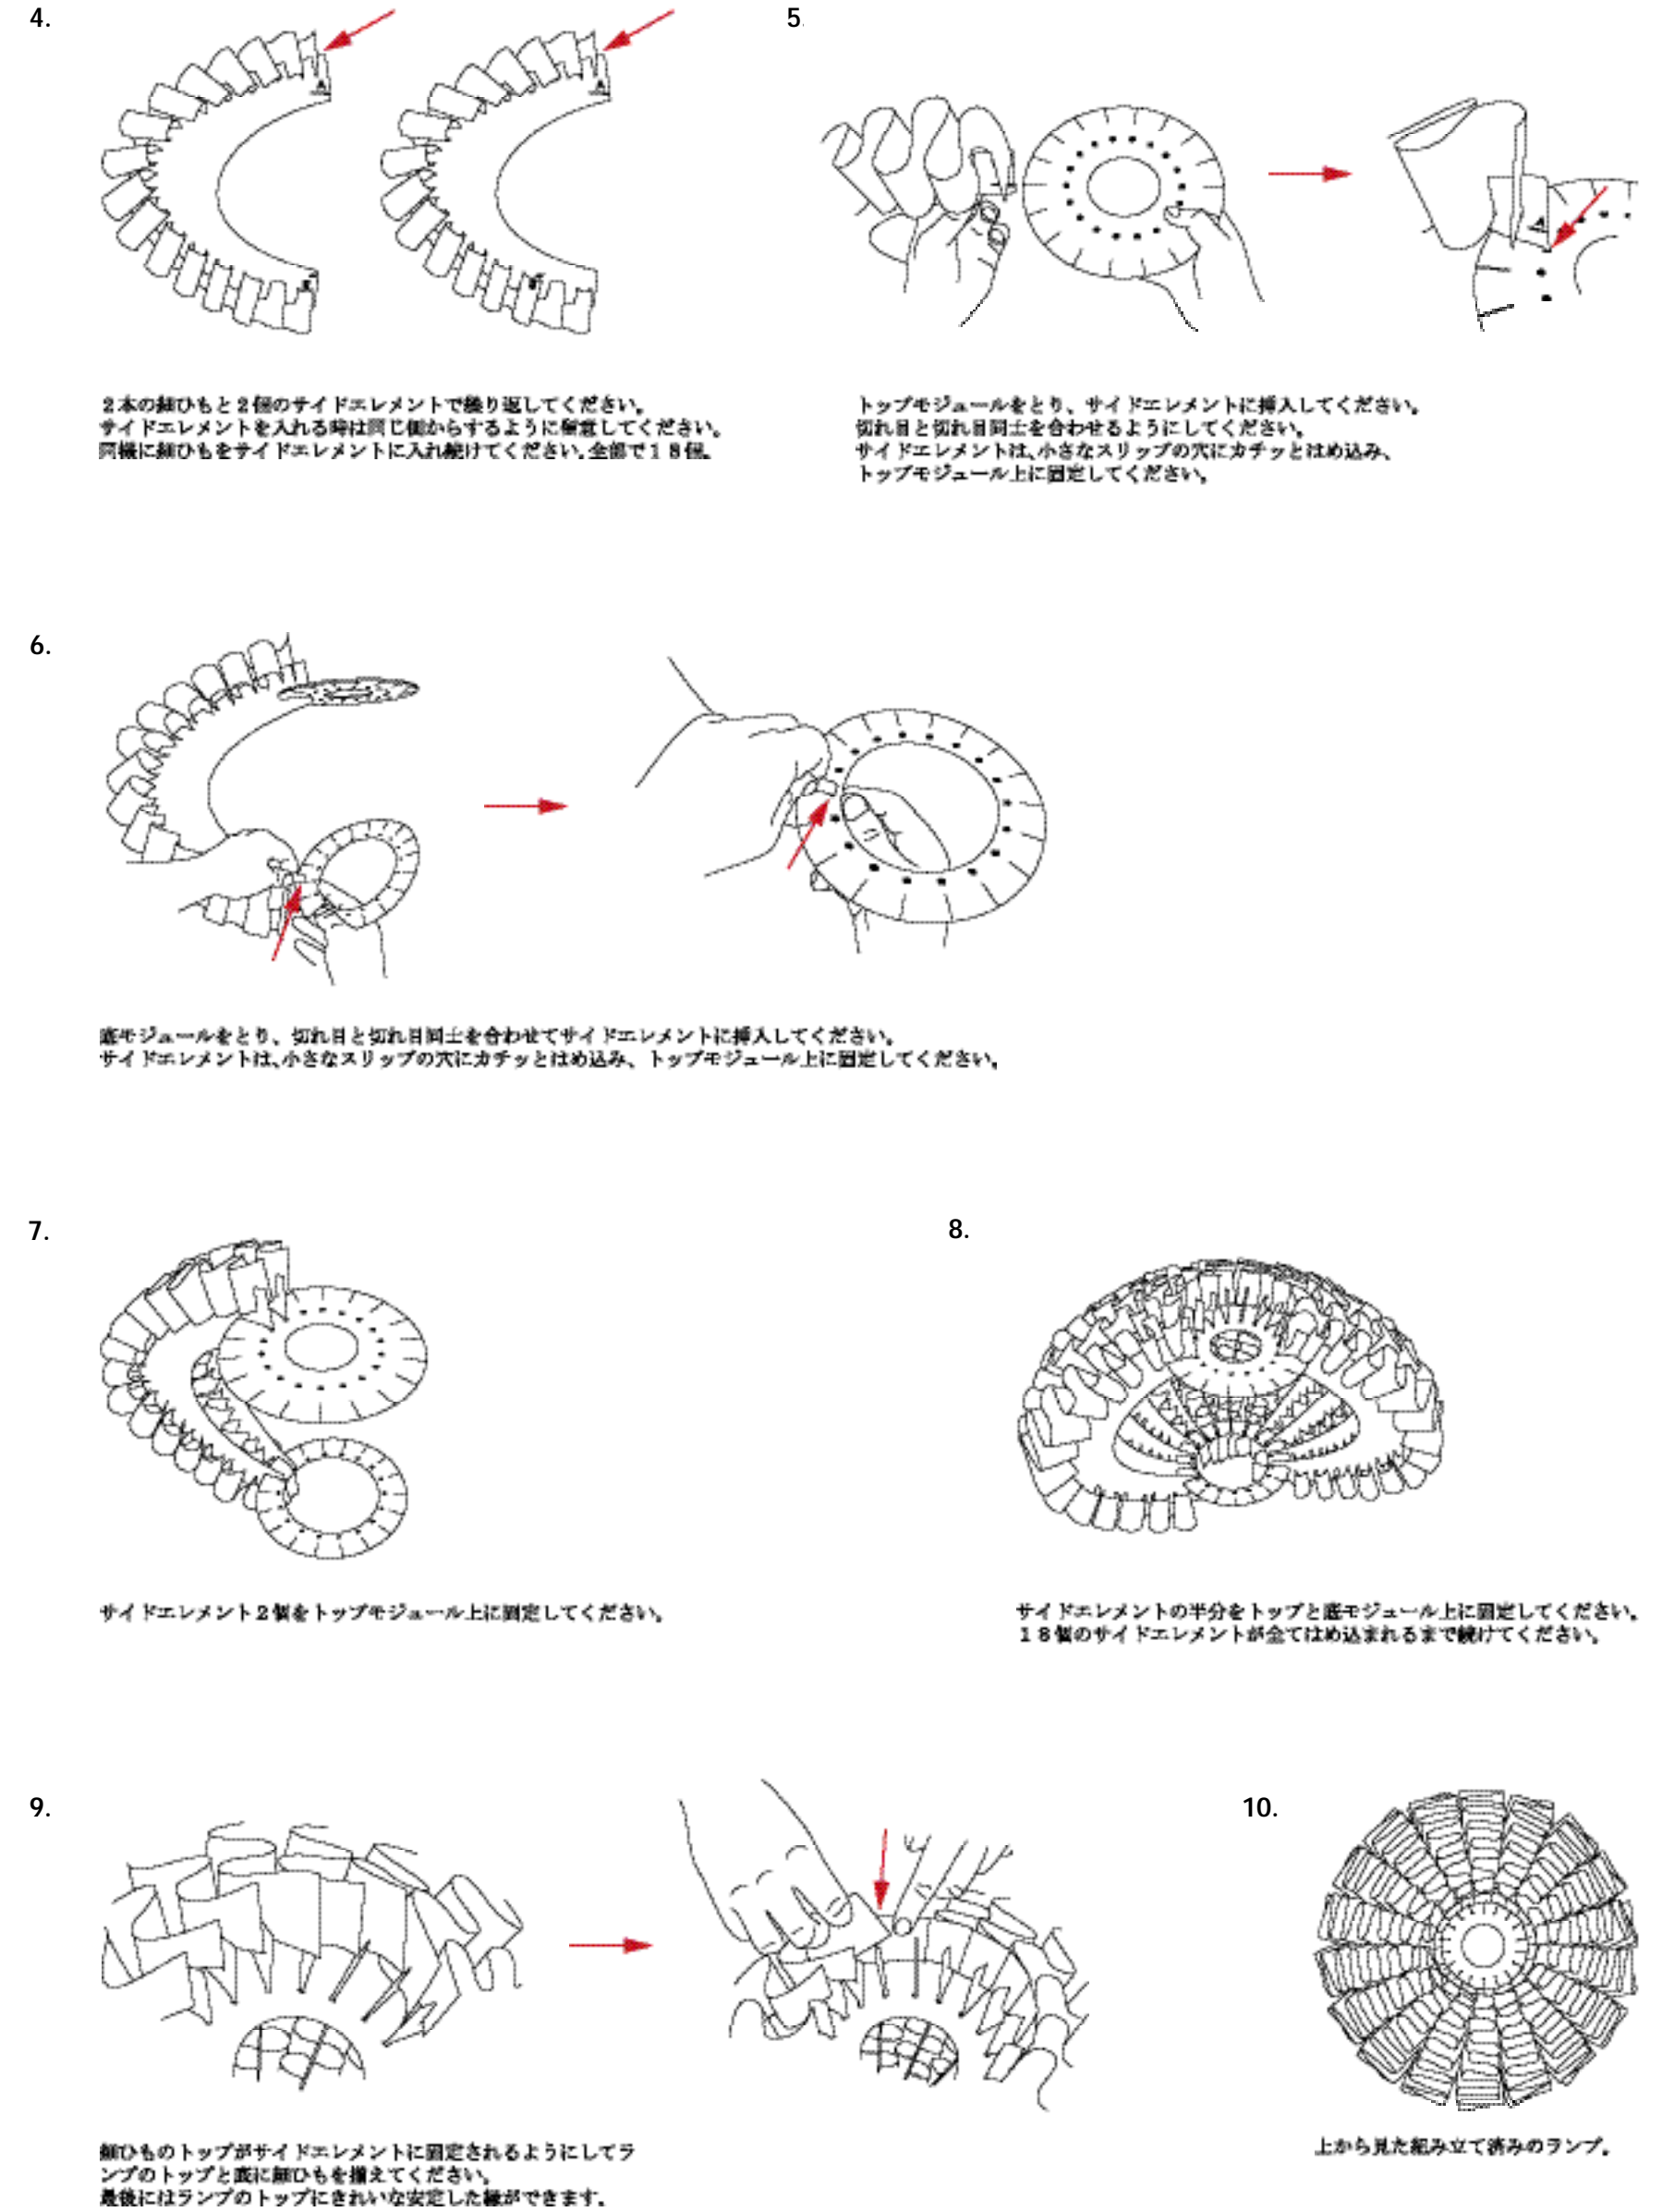 4.
２本の細ひもと２個のサイドエレメントで繰り返してください。
サイドエレメントを入れる時は同じ側からするように留意してください。
同様に細ひもをサイドエレメントに入れ続けてください。全部で１８個。
5.
トップモジュールをとり、サイドエレメントに挿入してください。
切れ目と切れ目同士を合わせるようにしてください。
サイドエレメントは、小さなスリップの穴にカチッとはめ込み、
トップモジュール上に固定してください。
6.
底モジュールをとり、切れ目と切れ目同士を合わせてサイドエレメントに挿入してください。
サイドエレメントは、小さなスリップの穴にカチッとはめ込み、トップモジュール上に固定してください。
7.
サイドエレメント２個をトップモジュール上に固定してください。
8.
サイドエレメントの半分をトップと底モジュール上に固定してください。
１８個のサイドエレメントが全てはめ込まれるまで続けてください。
9.
細ひものトップがサイドエレメントに固定されるようにしてラ
ンプのトップと底に細ひもを揃えてください。
最後にはランプのトップにきれいな安定した縁ができます。
10.
上から見た組み立て済みのランプ。
A
A
B
B
A